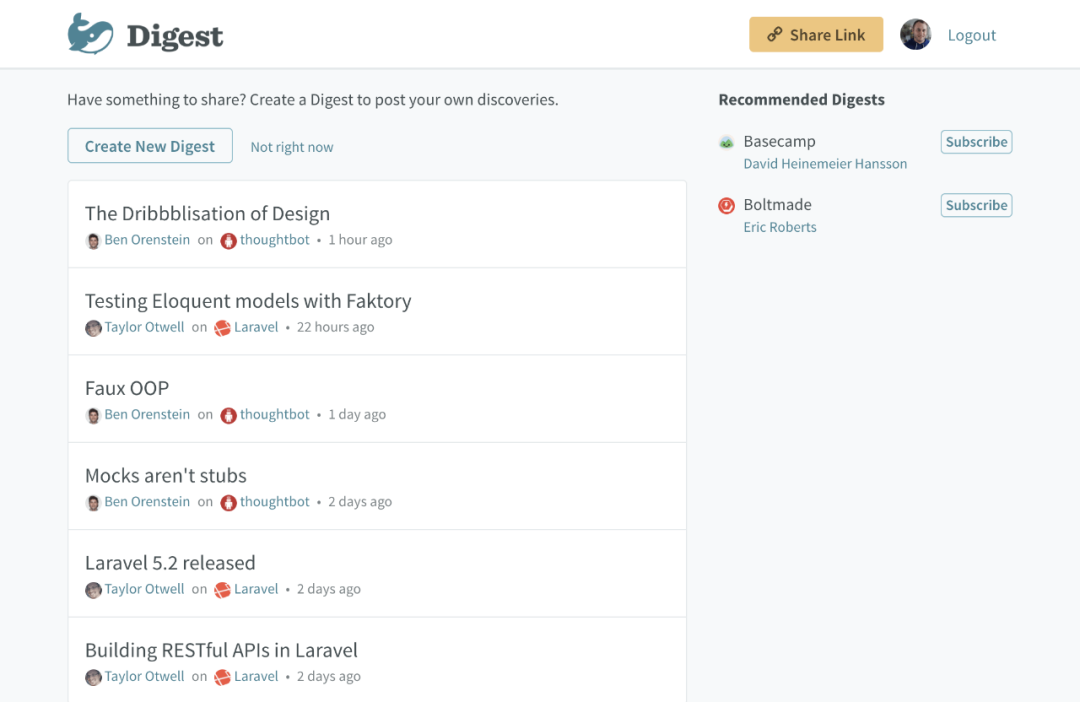 Digest
Share Link
Logout
Have something to share? Create a Digest to post your own discoveries.
Create New Digest
Not right now
The Dribbblisation of Design
Ben Orenstein on thoughtbot • 1 hour ago
Testing Eloquent models with Faktory
Taylor Otwell on Laravel • 22 hours ago
Faux OOP
Ben Orenstein on thoughtbot • 1 day ago
Mocks aren't stubs
Ben Orenstein on thoughtbot • 2 days ago
Laravel 5.2 released
Taylor Otwell on Laravel • 2 days ago
Building RESTful APIs in Laravel
Taylor Otwell on Laravel • 2 days ago
Recommended Digests
Basecamp
Subscribe
David Heinemeier Hansson
Boltmade
Subscribe
Eric Roberts